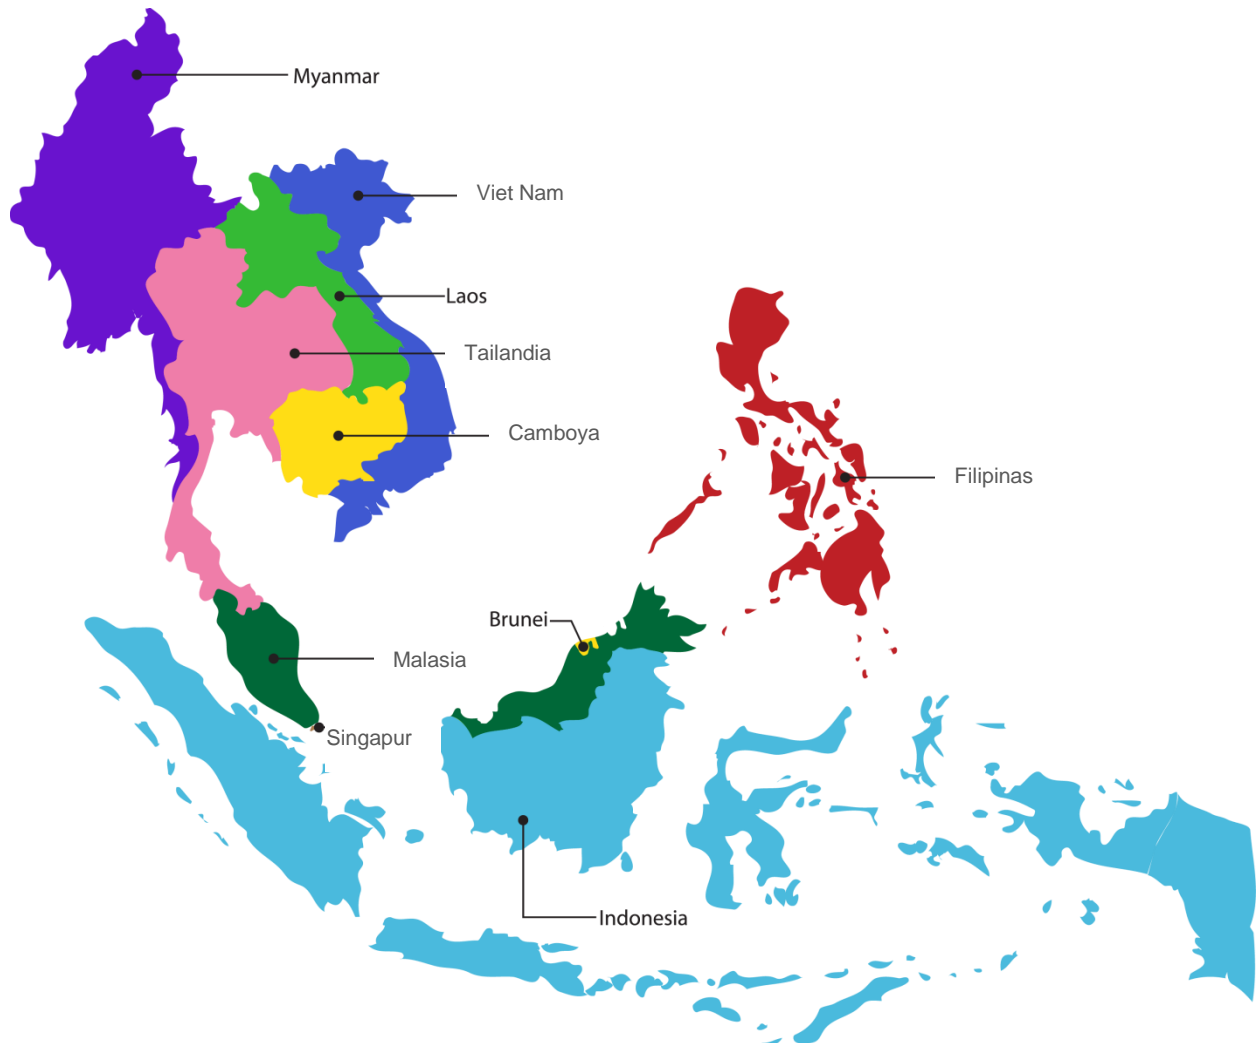 Myanmar
Viet Nam
Laos
Tailandia
Camboya
Filipinas
Brunei
Malasia
Singapur
Indonesia